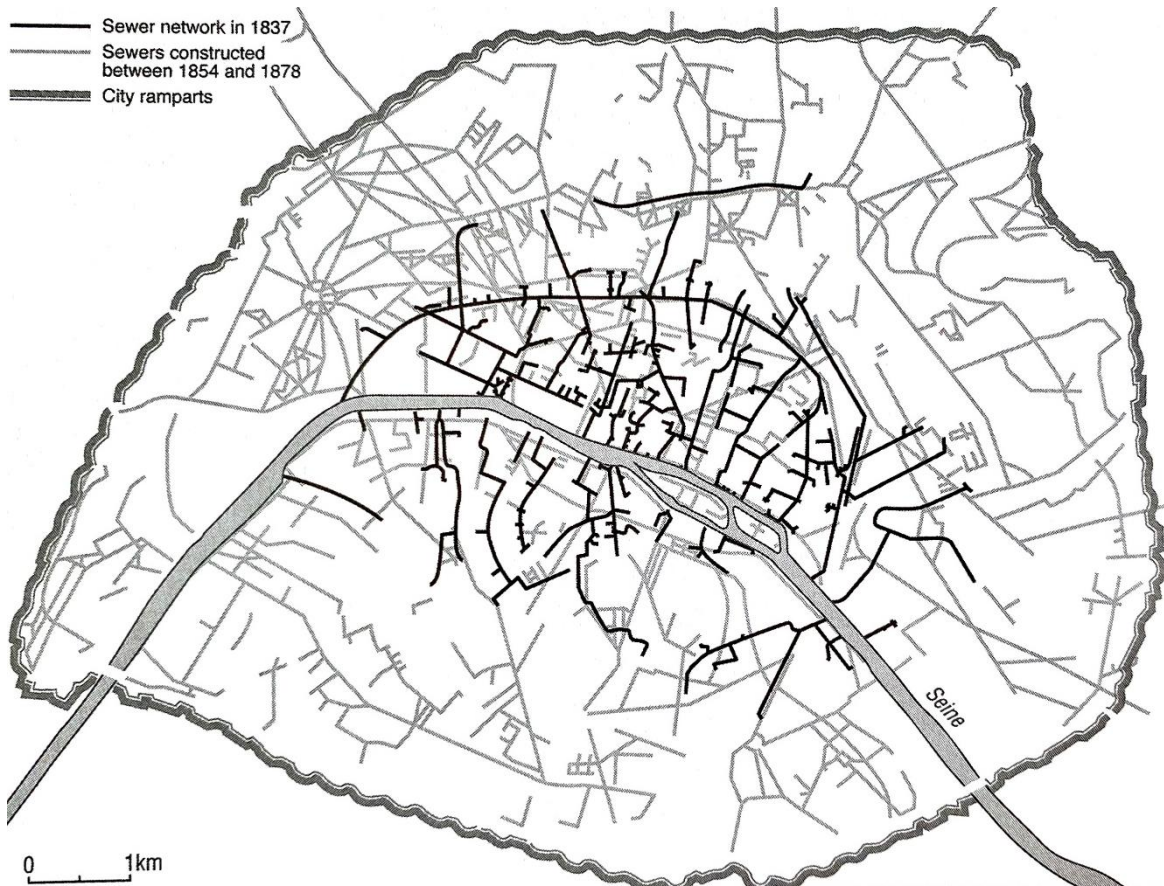 Sewer network in 1837
Sewers constructed
between 1854 and 1878
City ramparts
Seine
0 1km